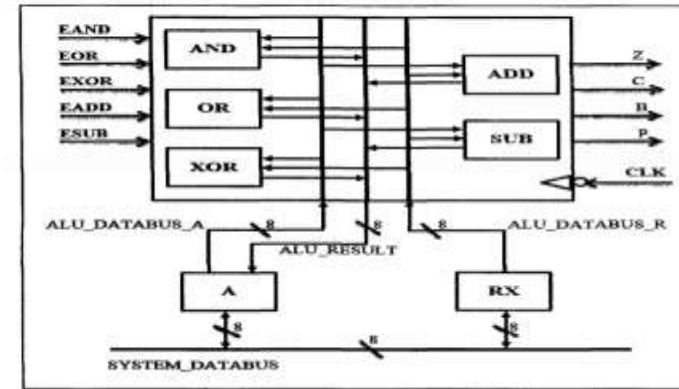 EAND
EOR
EXOR
EADD
ESUB
AND
OR
XOR
ADD
SUB
Z
C
B
P
CLK
ALU_DATABUS_A
8
8
8
ALU_DATABUS_R
ALU_RESULT
A
RX
8
8
8
SYSTEM_DATABUS